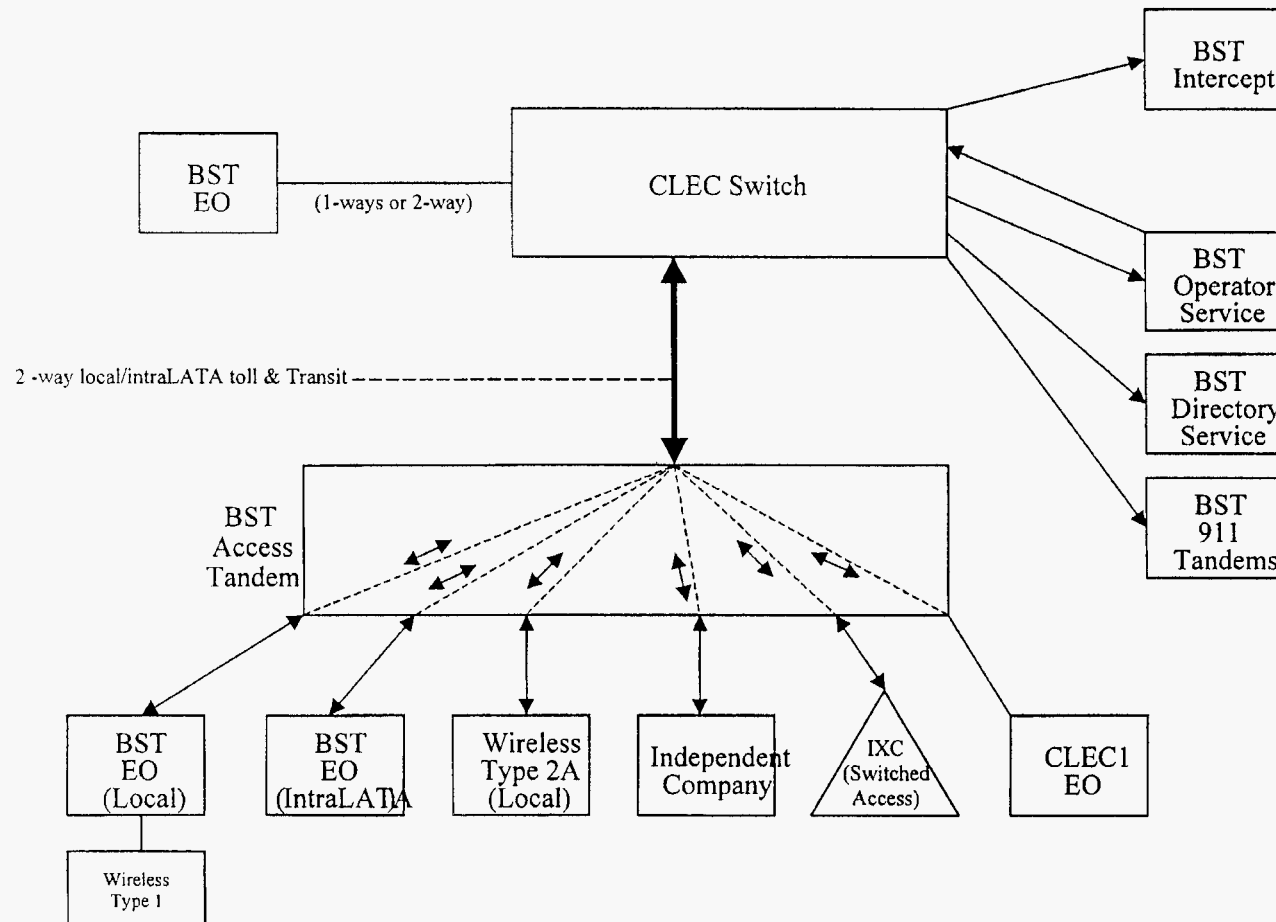 BST
Intercept
BST
EO
(1-ways or 2-way)
CLEC Switch
BST
Operator
Service
2 -way local/intraLATA toll & Transit
BST
Directory
Service
BST
911
Tandems
BST
Access
Tandem
BST
EO
(Local)
BST
EO
(IntraLATA)
Wireless
Type 2A
(Local)
Independent
Company
IXC
(Switched
Access)
CLEC1
EO
Wireless
Type 1